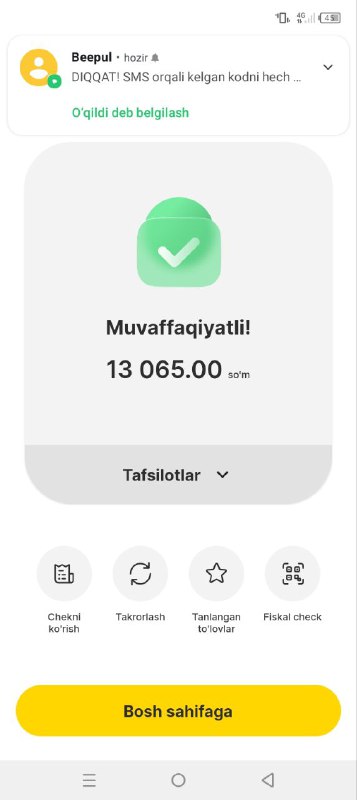 4G
45
Beepul • hozir
DIQQAT! SMS orqali kelgan kodni hech ...
O'qildi deb belgilash
Muvaffaqiyatli!
13 065.00 so'm
Tafsilotlar
Chekni ko'rish
Takrorlash
Tanlangan to'lovlar
Fiskal check
Bosh sahifaga